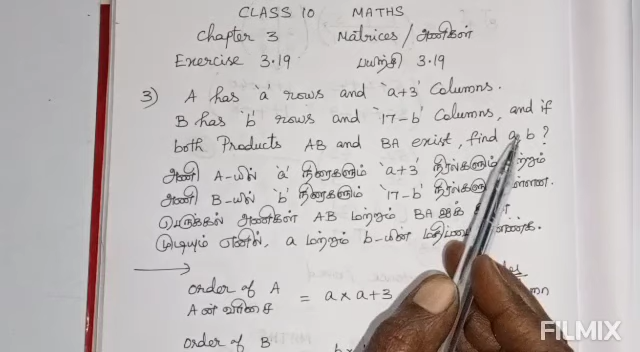 CLASS 10 MATHS
Chapter 3 Matrices / அணிகள்
Exercise 3.19 பயிற்சி 3.19
3) A has 'a' rows and 'a+3' Columns.
B has 'b' rows and '17-b' Columns, and if
both Products AB and BA exist, find a, b?
அணி A-யில் 'a' நிரைகளும் 'a+3' நிரல்களும் மற்றும்
அணி B-யில் 'b' நிரைகளும் '17-b' நிரல்களும்
பெருக்கல் அணிகள் AB மற்றும் BA
முடியும் எனில், a மற்றும் b-யின்
order of A = a x a+3
A ன் வரிசை
order of B
FILMIX